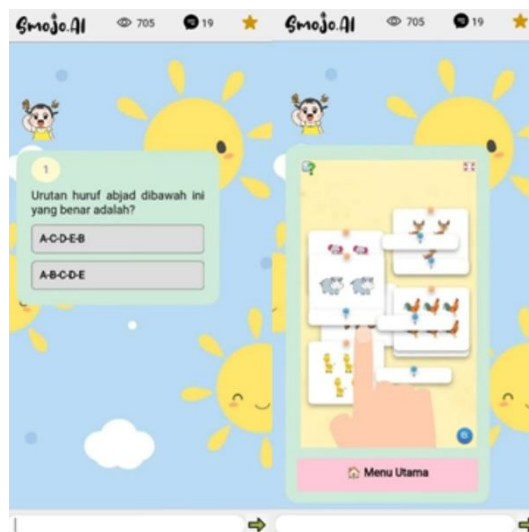 Smojo.AI 705 19
1
Urutan huruf abjad dibawah ini
yang benar adalah?
A-C-D-E-B
A-B-C-D-E
Smojo.AI 705 19
Menu Utama